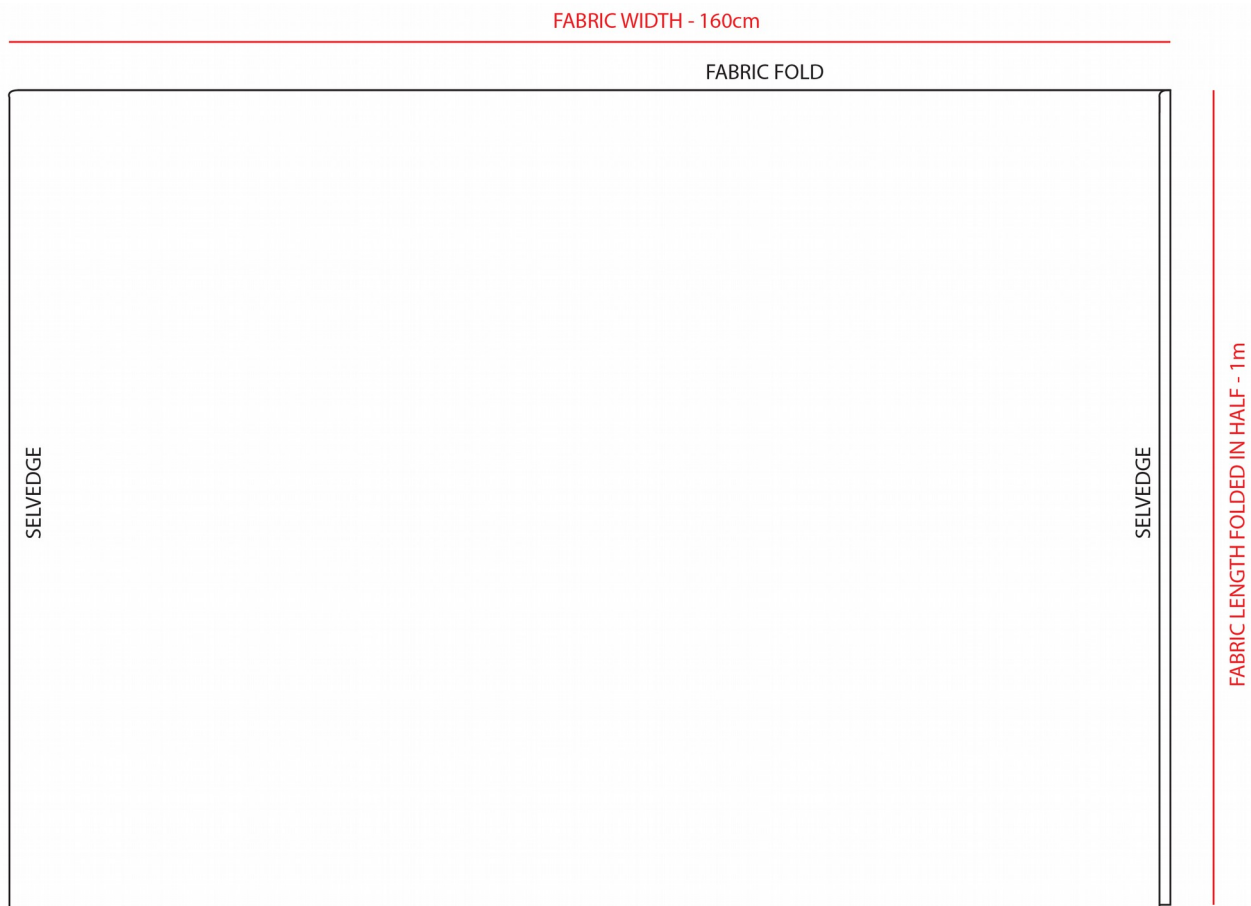 FABRIC WIDTH - 160cm
FABRIC FOLD
SELVEDGE
SELVEDGE
FABRIC LENGTH FOLDED IN HALF - 1m